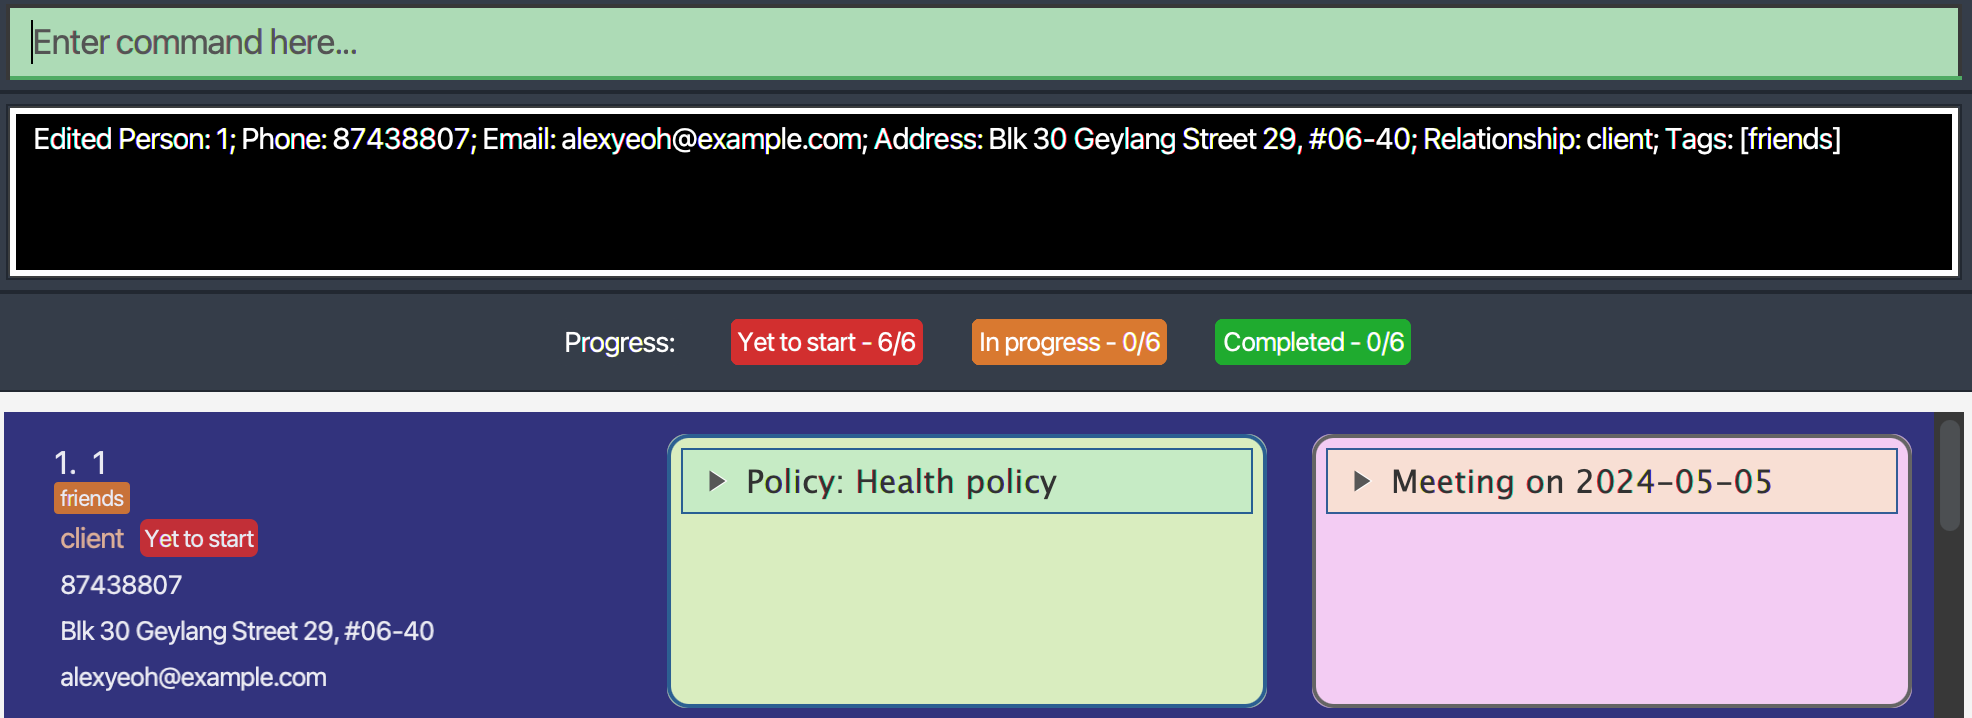 Enter command here...
Edited Person: 1; Phone: 87438807; Email: alexyeoh@example.com; Address: Blk 30 Geylang Street 29, #06-40; Relationship: client; Tags: [friends]
Progress: Yet to start - 6/6 In progress - 0/6 Completed - 0/6
1. 1
friends
client Yet to start
87438807
Blk 30 Geylang Street 29, #06-40
alexyeoh@example.com
Policy: Health policy
Meeting on 2024-05-05